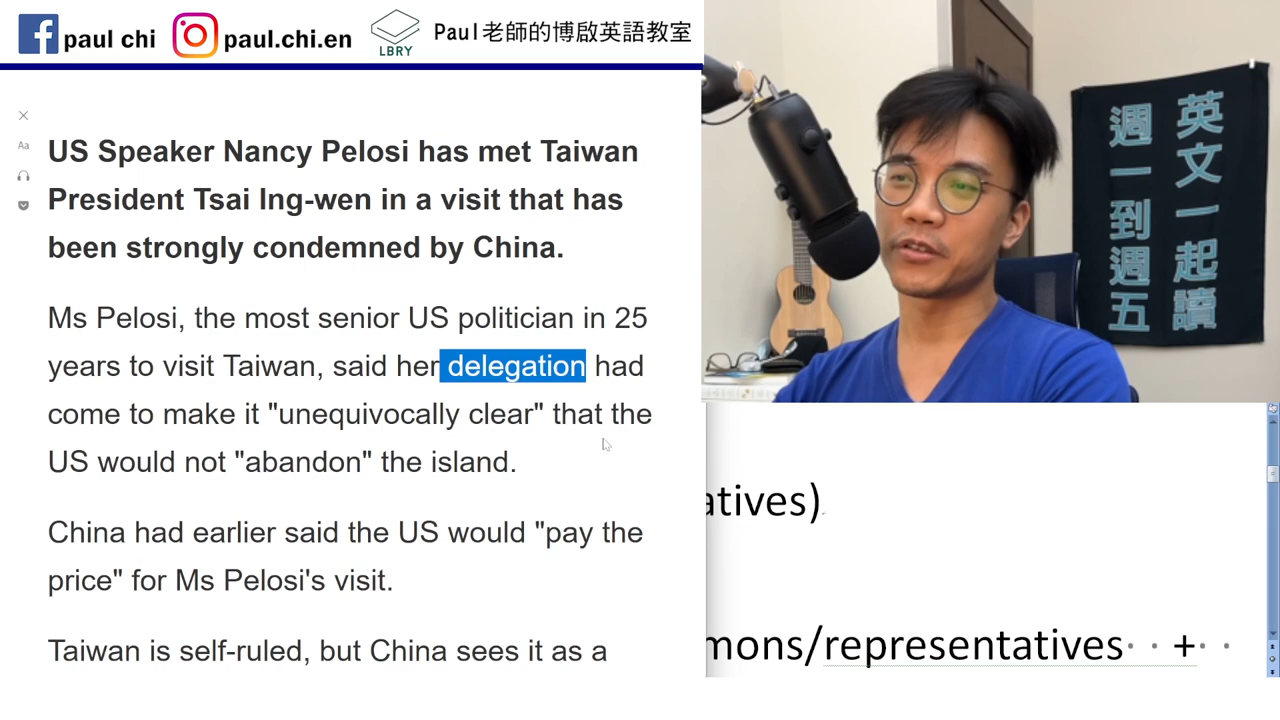 paul chi
paul.chi.en
LBRY
Paul老師的博啟英語教室
Aa
US Speaker Nancy Pelosi has met Taiwan
President Tsai Ing-wen in a visit that has
been strongly condemned by China.
Ms Pelosi, the most senior US politician in 25
years to visit Taiwan, said her delegation had
come to make it "unequivocally clear" that the
US would not "abandon" the island.
China had earlier said the US would "pay the
price" for Ms Pelosi's visit.
Taiwan is self-ruled, but China sees it as a
英文一起讀
週一到週五
atives)
mons/representatives · · + · ·